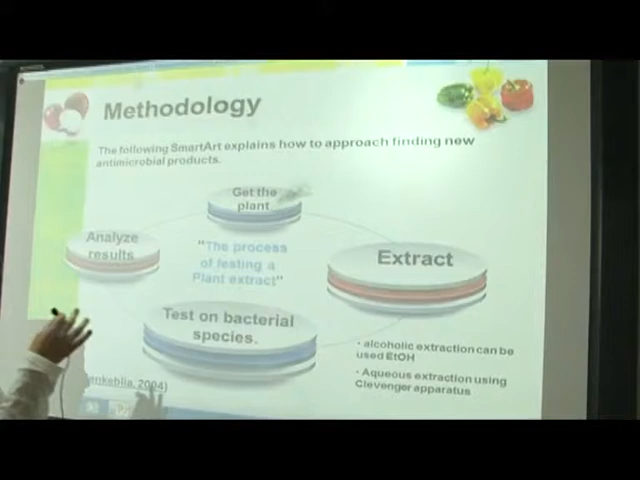 Methodology
The following SmartArt explains how to approach finding new
antimicrobial products.
Get the
plant
Analyze
results
"The process
of testing a
Plant extract"
Extract
Test on bacterial
species.
• alcoholic extraction can be
used EtOH
• Aqueous extraction using
Clevenger apparatus
2004)